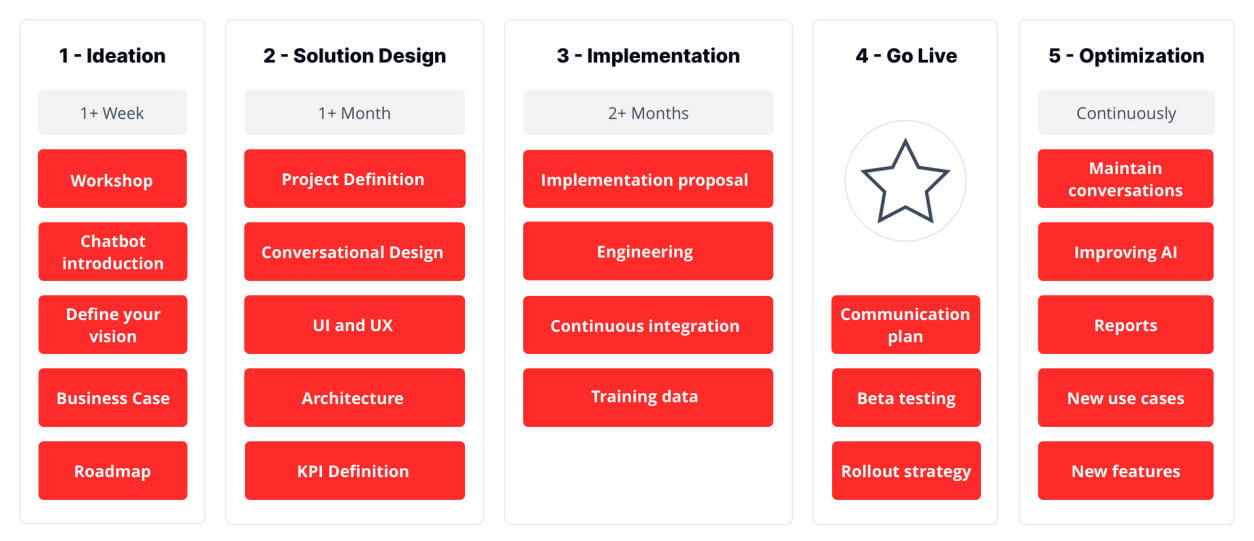 1 - Ideation
1+ Week
Workshop
Chatbot
introduction
Define your
vision
Business Case
Roadmap
2 - Solution Design
1+ Month
Project Definition
Conversational Design
UI and UX
Architecture
KPI Definition
3 - Implementation
2+ Months
Implementation proposal
Engineering
Continuous integration
Training data
4 - Go Live
Communication
plan
Beta testing
Rollout strategy
5 - Optimization
Continuously
Maintain
conversations
Improving AI
Reports
New use cases
New features